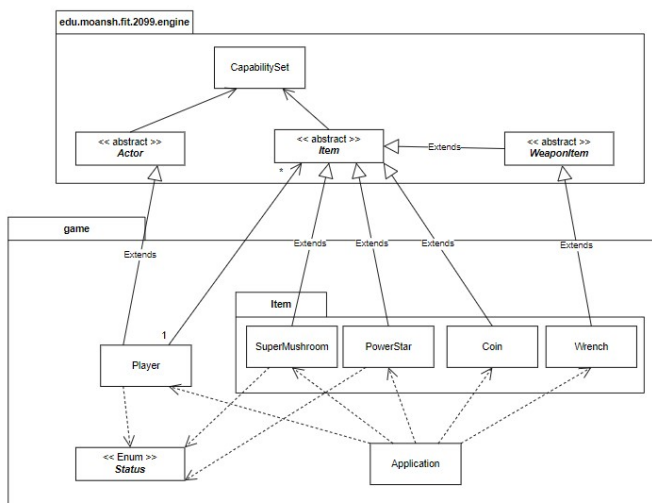 edu.moansh.fit.2099.engine
CapabilitySet
<< abstract >>
Actor
<< abstract >>
Item
<< abstract >>
WeaponItem
Extends
*
game
Extends
Extends
Extends
Extends
Extends
Item
1
Player
SuperMushroom
PowerStar
Coin
Wrench
<< Enum >>
Status
Application